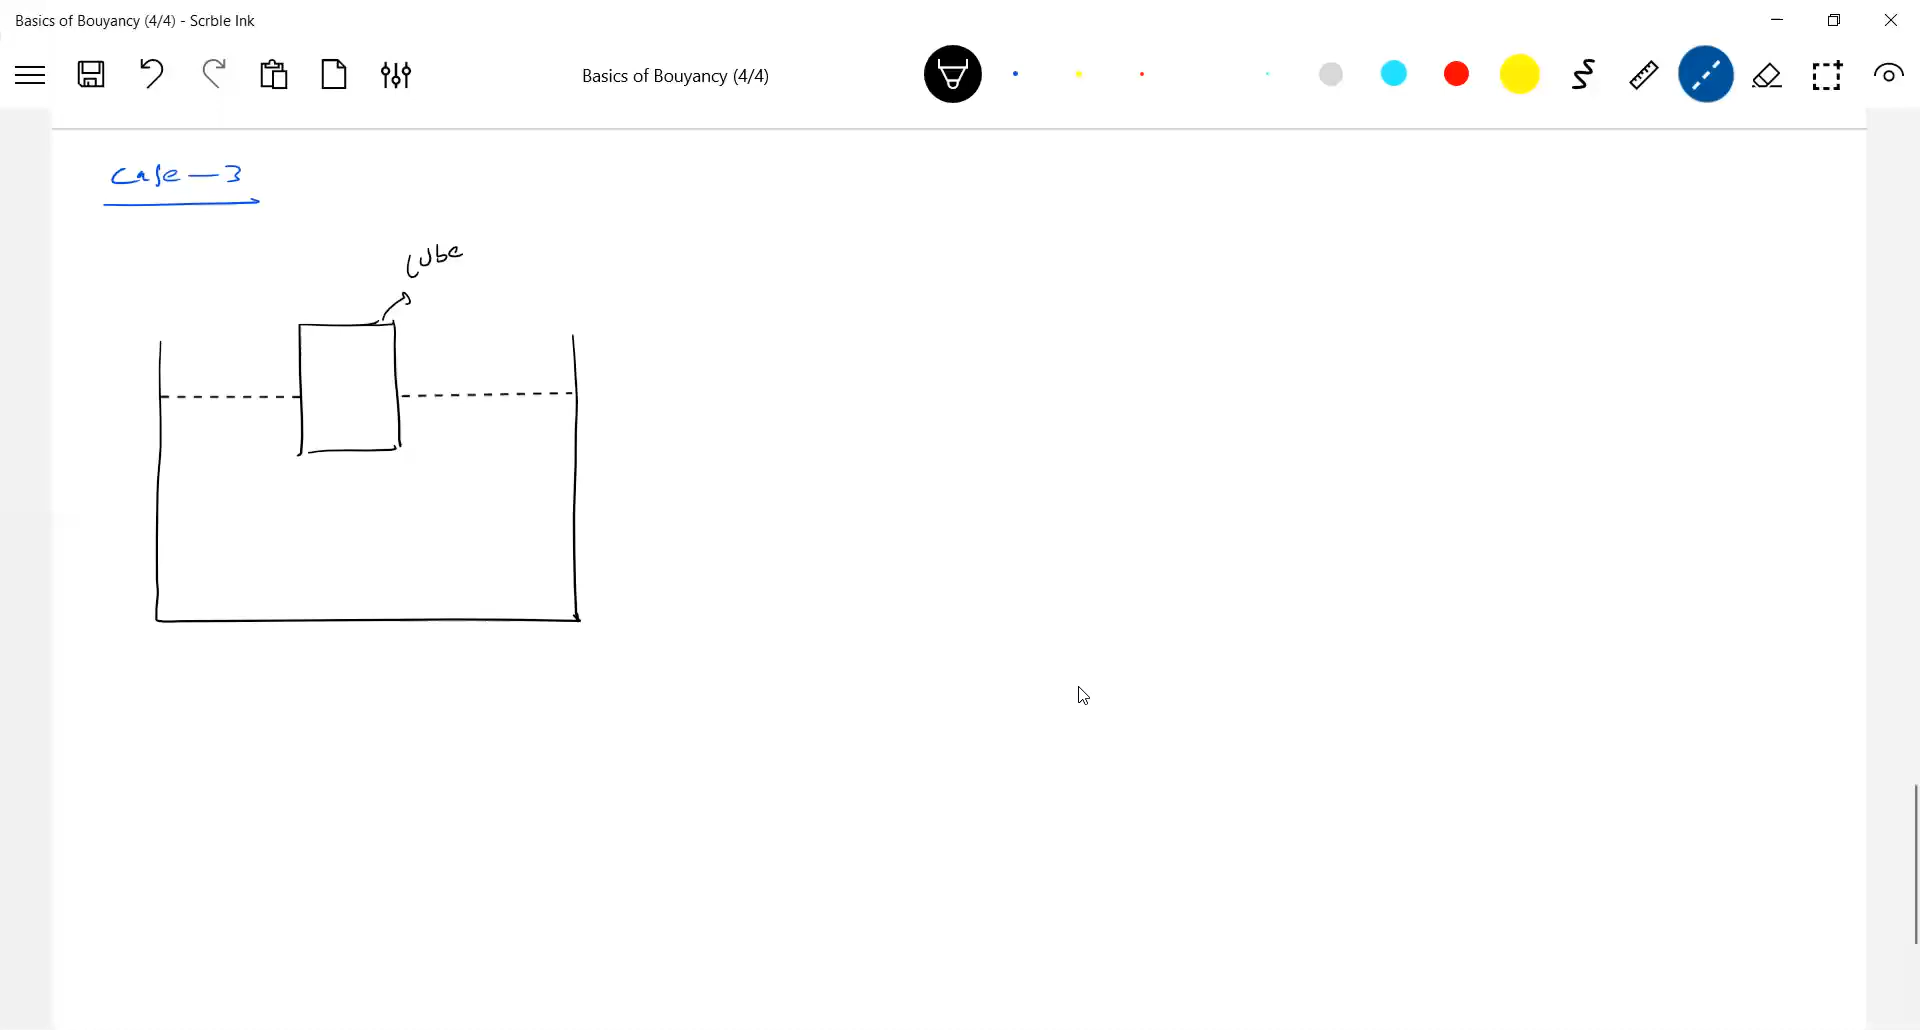 Basics of Bouyancy (4/4) - Scrble Ink
Basics of Bouyancy (4/4)
Case - 3
Cube